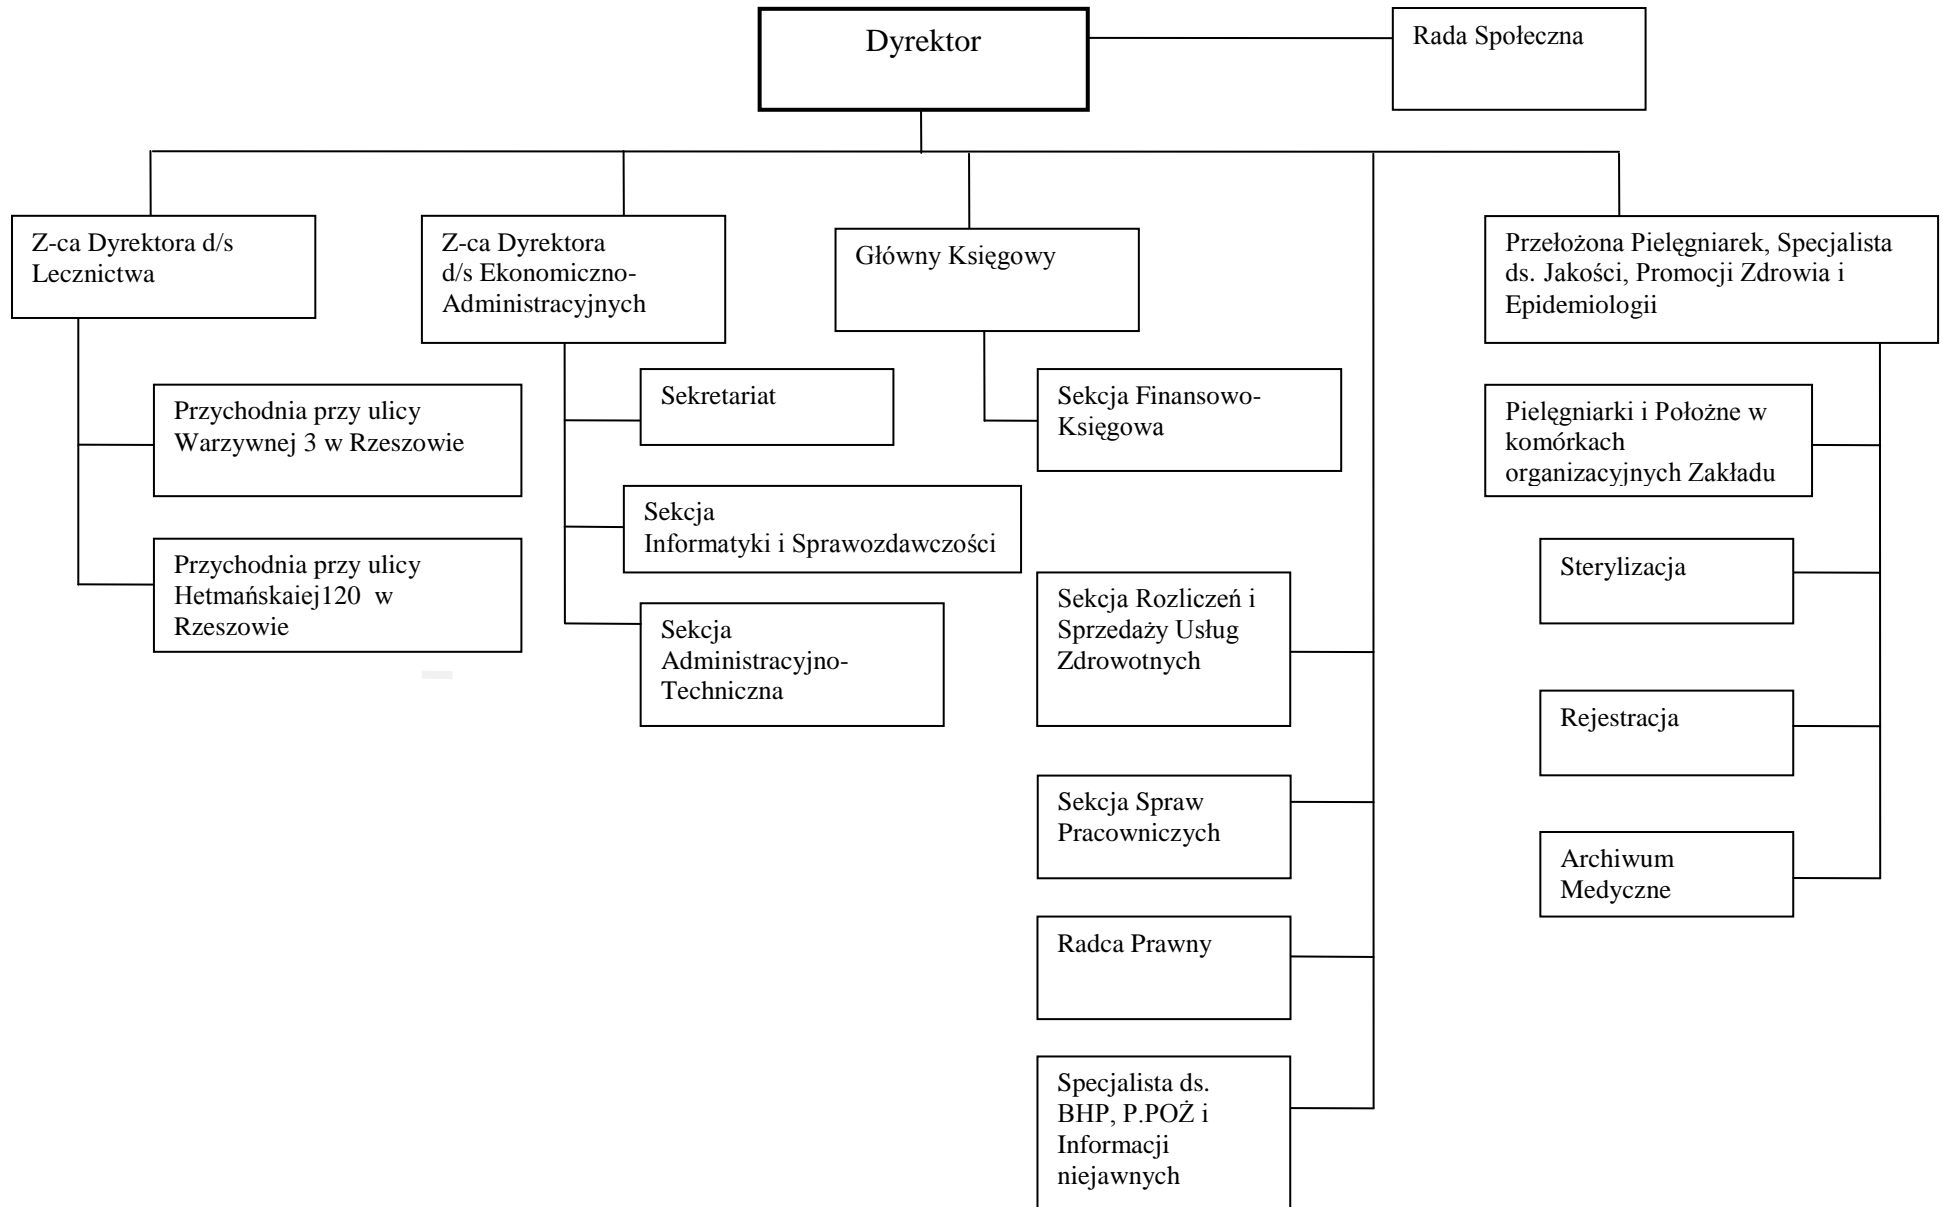 Dyrektor
Rada Społeczna
Z-ca Dyrektora d/s
Lecznictwa
Z-ca Dyrektora
d/s Ekonomiczno-
Administracyjnych
Główny Księgowy
Przełożona Pielęgniarek, Specjalista
ds. Jakości, Promocji Zdrowia i
Epidemiologii
Przychodnia przy ulicy
Warzywnej 3 w Rzeszowie
Przychodnia przy ulicy
Hetmańskaiej120 w
Rzeszowie
Sekretariat
Sekcja
Informatyki i Sprawozdawczości
Sekcja
Administracyjno-
Techniczna
Sekcja Finansowo-
Księgowa
Sekcja Rozliczeń i
Sprzedaży Usług
Zdrowotnych
Sekcja Spraw
Pracowniczych
Radca Prawny
Specjalista ds.
BHP, P.POŻ i
Informacji
niejawnych
Pielęgniarki i Położne w
komórkach
organizacyjnych Zakładu
Sterylizacja
Rejestracja
Archiwum
Medyczne